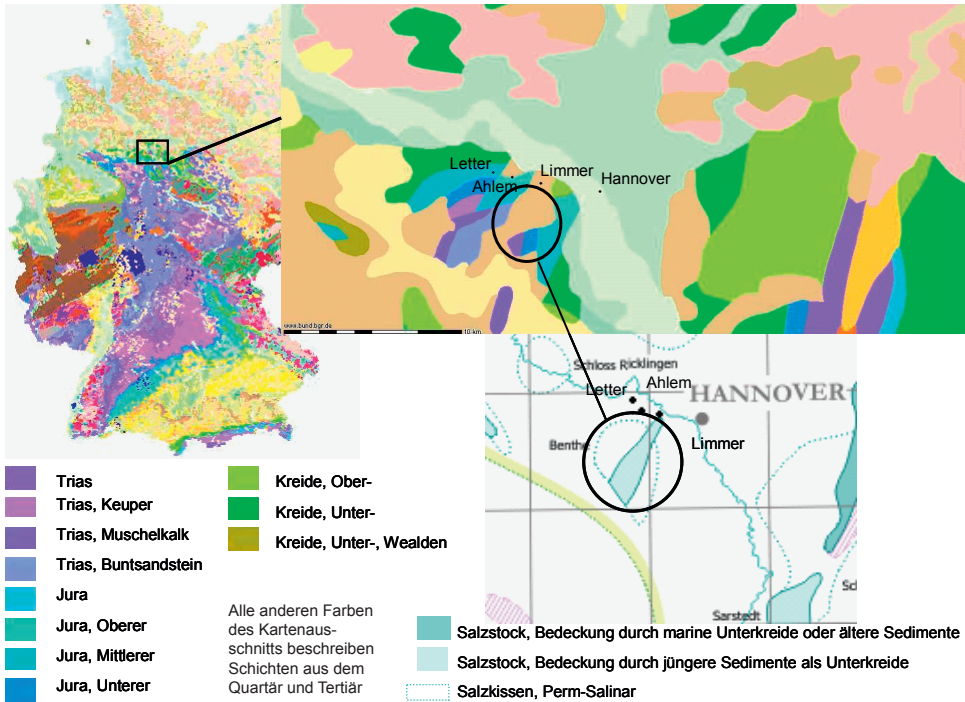 Letter
Limmer
Ahlem
Hannover
www.bund.bgr.de
10 km
Schloss Ricklingen
Letter
Ahlem
HANNOVER
Benthe
Limmer
Sarstedt
Trias
Trias, Keuper
Trias, Muschelkalk
Trias, Buntsandstein
Jura
Jura, Oberer
Jura, Mittlerer
Jura, Unterer
Kreide, Ober-
Kreide, Unter-
Kreide, Unter-, Wealden
Alle anderen Farben
des Kartenaus-
schnitts beschreiben
Schichten aus dem
Quartär und Tertiär
Salzstock, Bedeckung durch marine Unterkreide oder ältere Sedimente
Salzstock, Bedeckung durch jüngere Sedimente als Unterkreide
Salzkissen, Perm-Salinar